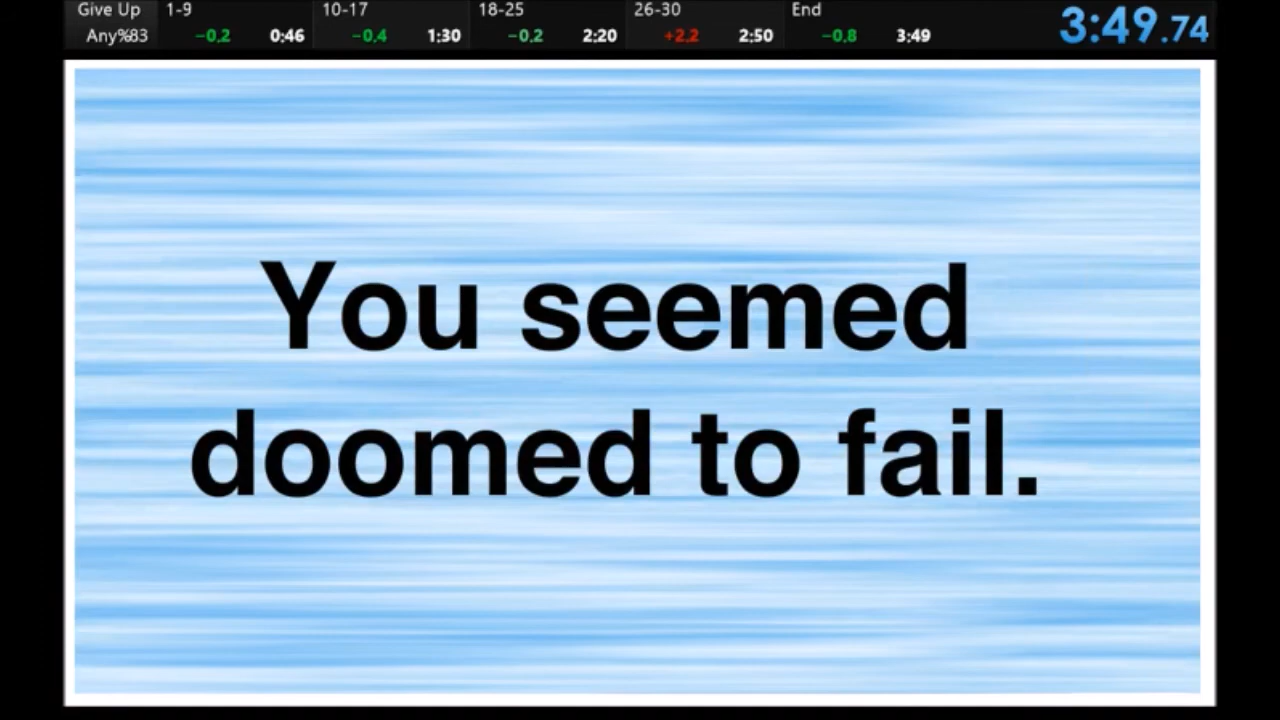 Give Up 1-9 10-17 18-25 26-30 End 3:49.74
Any% 83 -0,2 0:46 -0,4 1:30 -0,2 2:20 +2,2 2:50 -0,8 3:49
You seemed
doomed to fail.